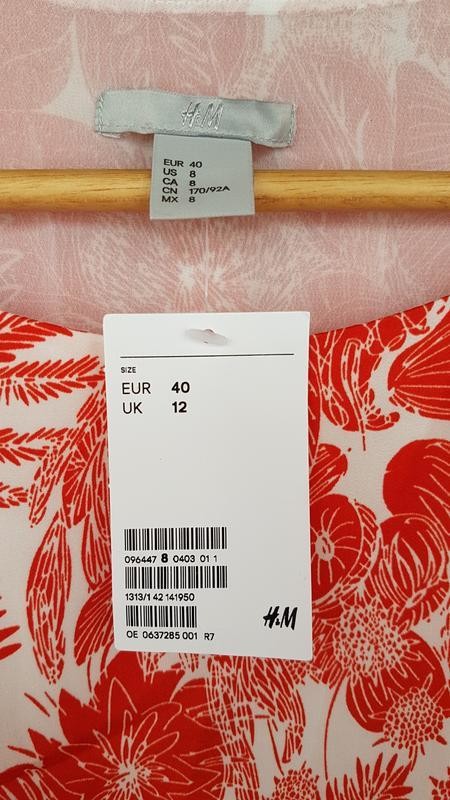 H&M
EUR 40
US 8
CA 8
CN 170/92A
MX 8
SIZE
EUR 40
UK 12
096447 8 0403 01 1
1313/1 42 141950
H&M
OE 0637285 001 R7